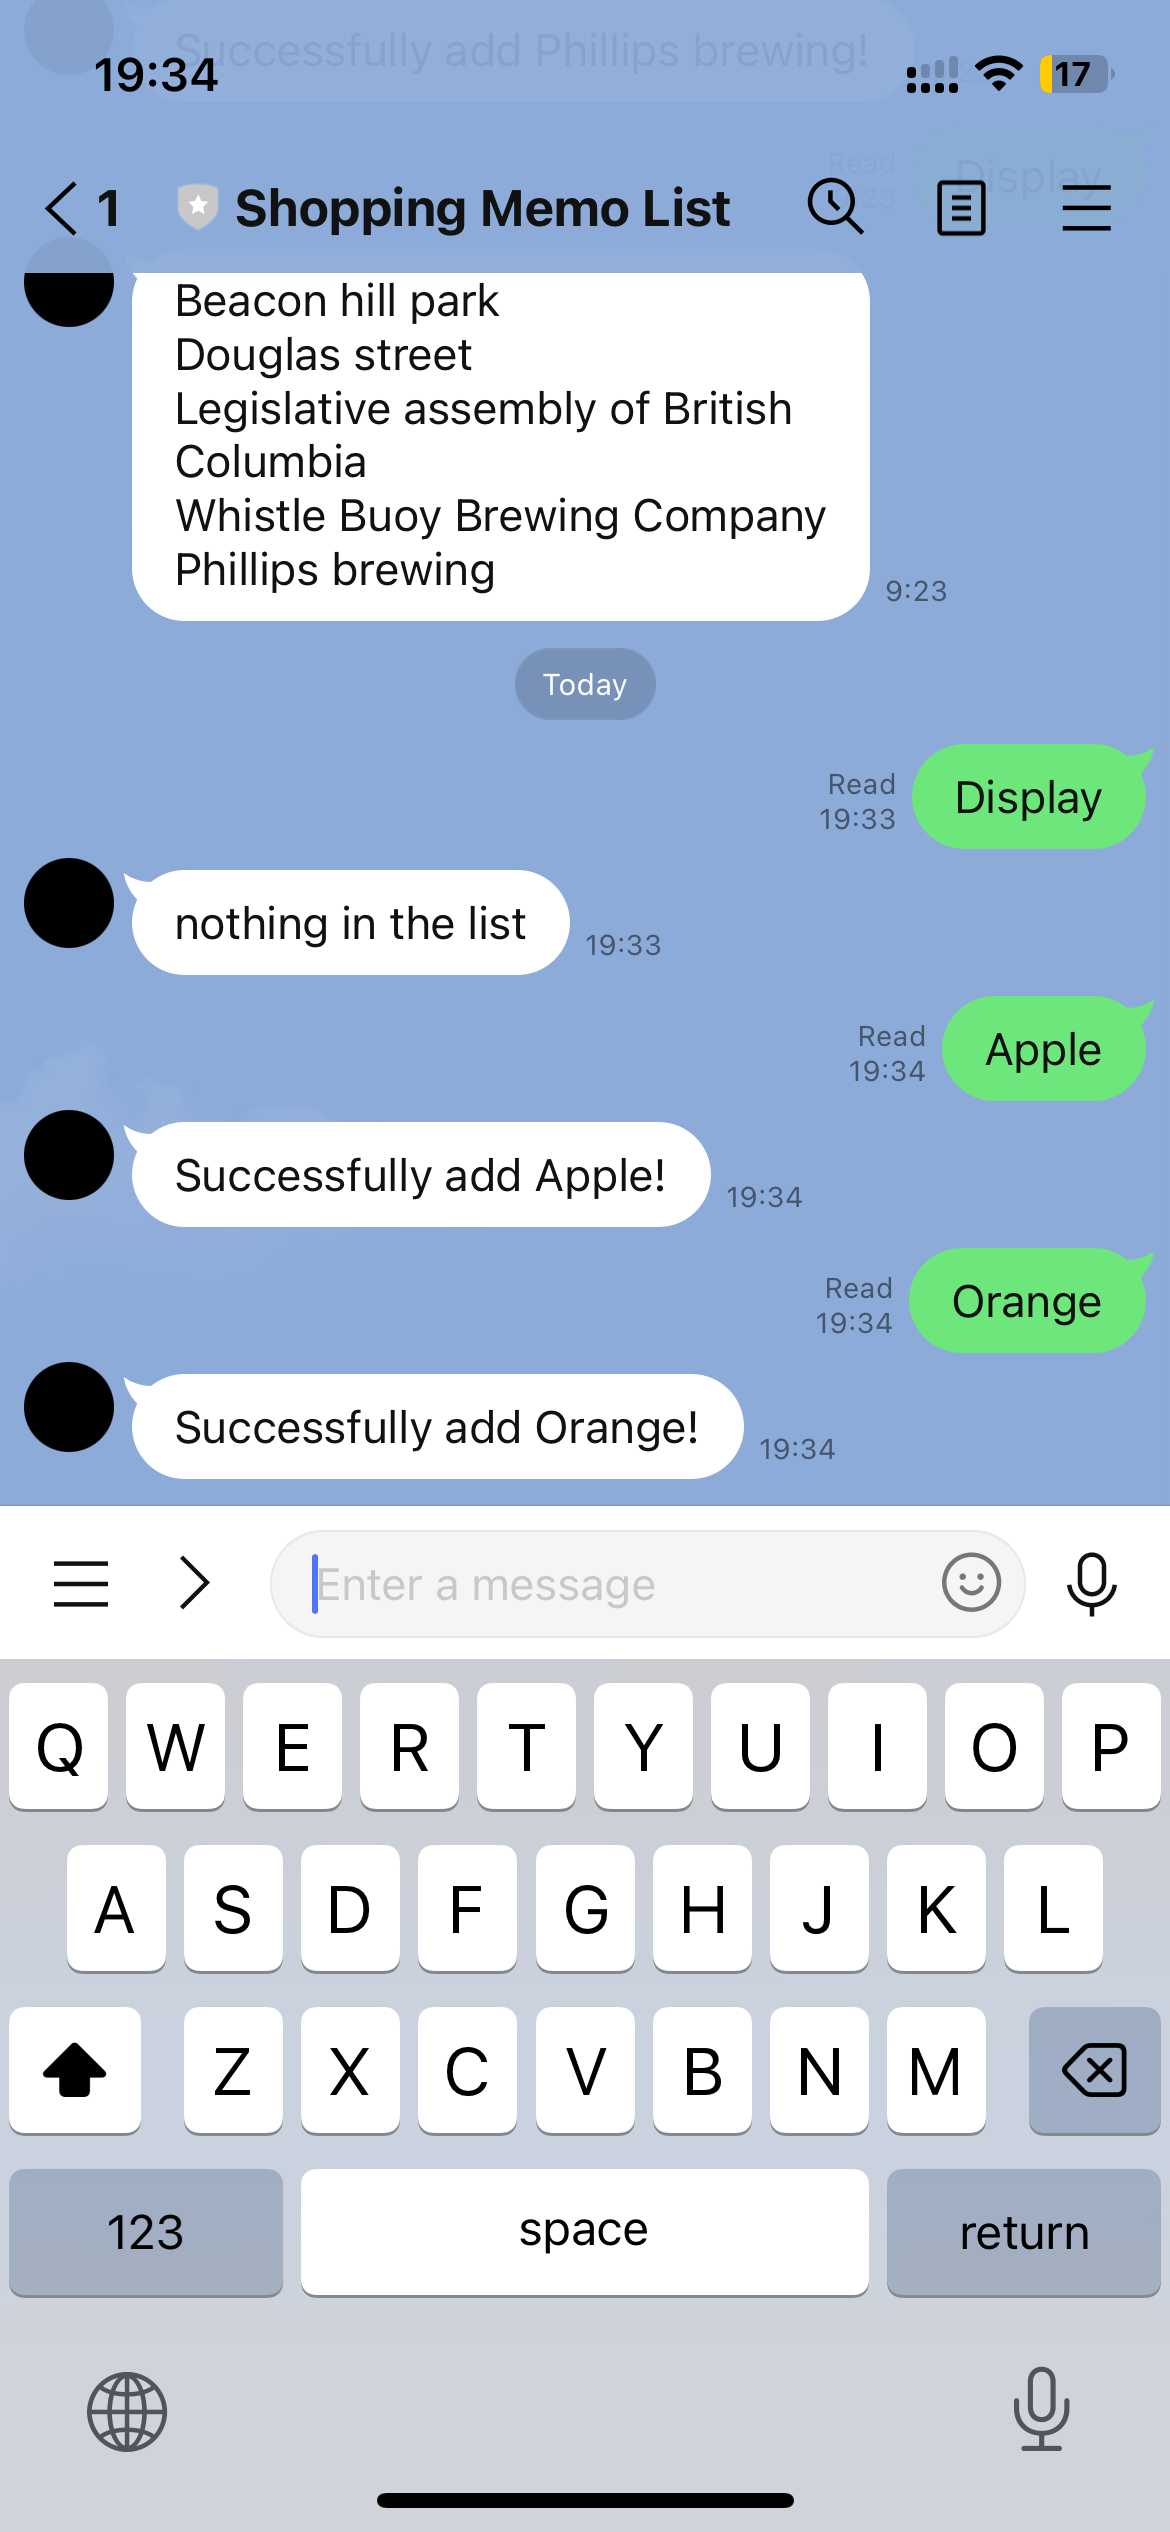 Successfully add Phillips brewing!
19:34
17
Read
Display
23
1
Shopping Memo List
Beacon hill park
Douglas street
Legislative assembly of British
Columbia
Whistle Buoy Brewing Company
Phillips brewing
9:23
Today
Read
19:33
Display
nothing in the list
19:33
Read
19:34
Apple
Successfully add Apple!
19:34
Read
19:34
Orange
Successfully add Orange!
19:34
Enter a message
Q W E R T Y U I O P
A S D F G H J K L
Z X C V B N M
123 space return